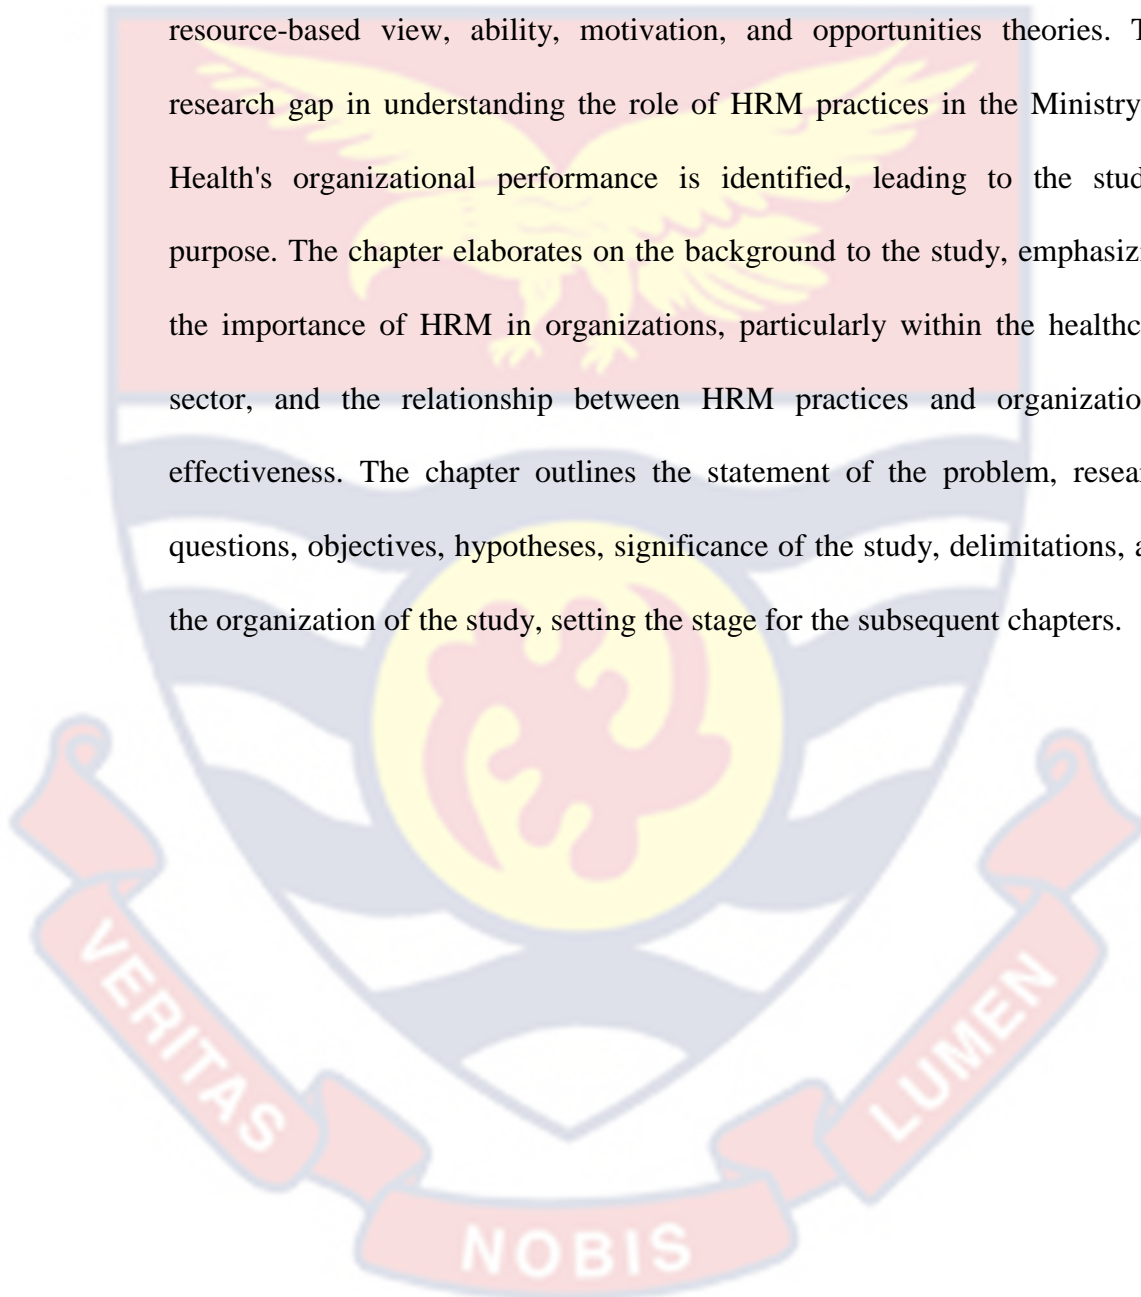 resource-based view, ability, motivation, and opportunities theories. T
research gap in understanding the role of HRM practices in the Ministry
Health's organizational performance is identified, leading to the stud
purpose. The chapter elaborates on the background to the study, emphasizi
the importance of HRM in organizations, particularly within the healthc
sector, and the relationship between HRM practices and organization
effectiveness. The chapter outlines the statement of the problem, resear
questions, objectives, hypotheses, significance of the study, delimitations, a
the organization of the study, setting the stage for the subsequent chapters.
VERITAS
NOBIS
LUMEN